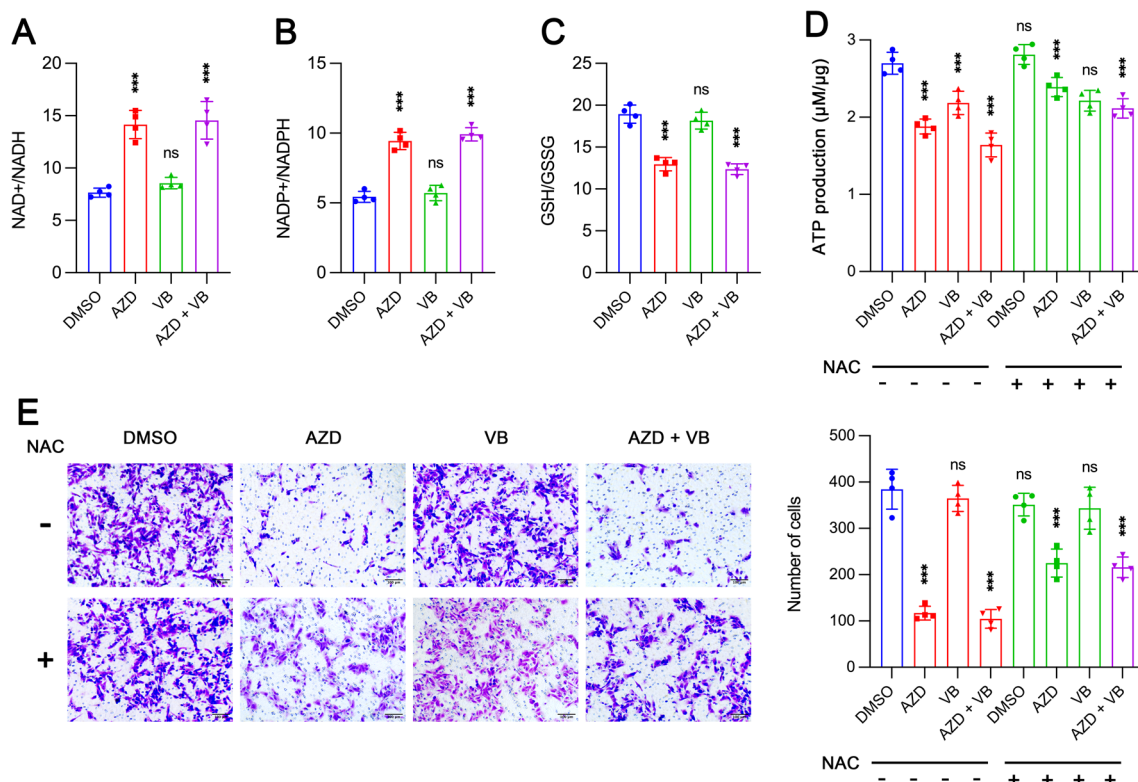 A
NAD+/NADH
20
15
10
5
0
***
ns
***
DMSO
AZD
VB
AZD + VB
B
NADP+/NADPH
15
10
5
0
***
ns
***
DMSO
AZD
VB
AZD + VB
C
GSH/GSSG
25
20
15
10
5
0
***
ns
***
DMSO
AZD
VB
AZD + VB
D
ATP production (μM/μg)
3
2
1
0
***
***
***
ns
***
ns
***
DMSO
AZD
VB
AZD + VB
DMSO
AZD
VB
AZD + VB
NAC
- - - - + + + +
E
NAC DMSO AZD VB AZD + VB
-
+
Number of cells
500
400
300
200
100
0
***
ns
***
ns
***
ns
***
DMSO
AZD
VB
AZD + VB
DMSO
AZD
VB
AZD + VB
NAC
- - - - + + + +